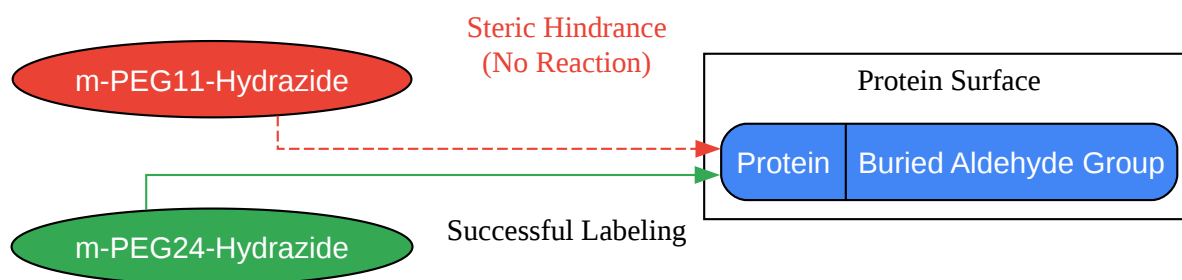 Steric Hindrance
(No Reaction)
m-PEG11-Hydrazide
Protein Surface
Protein
Buried Aldehyde Group
Successful Labeling
m-PEG24-Hydrazide